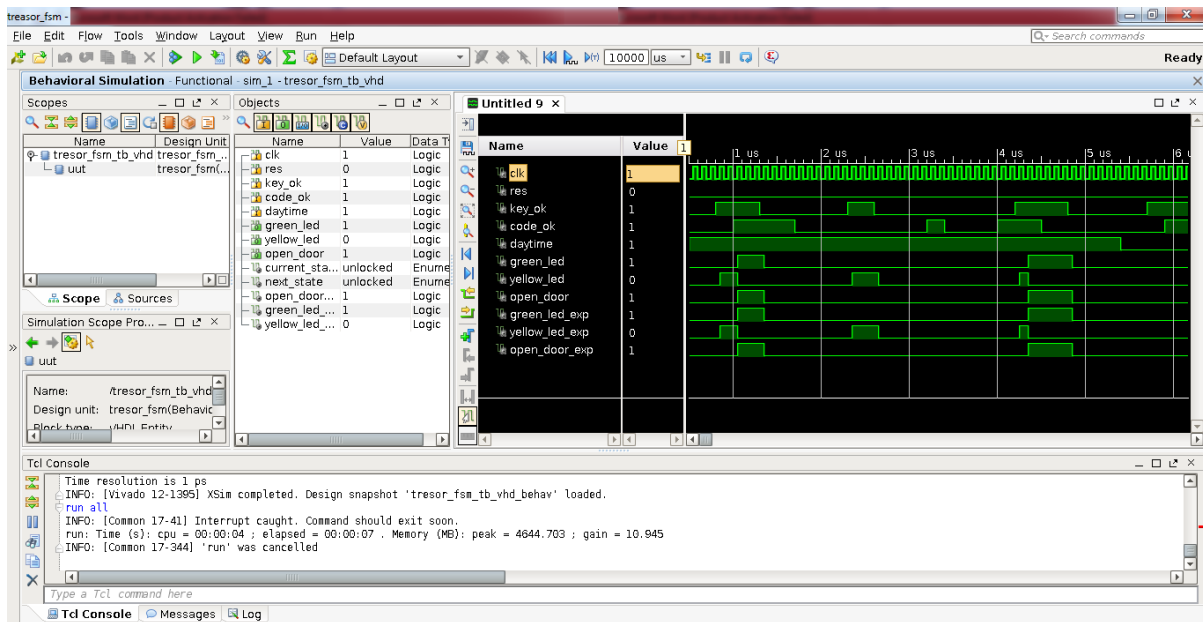 treasor_fsm -
File Edit Flow Tools Window Layout View Run Help
Search commands
Default Layout
10000 us
Ready
Behavioral Simulation - Functional - sim_1 - tresor_fsm_tb_vhd
Scopes
Name Design Unit
tresor_fsm_tb_vhd tresor_fsm_..
uut tresor_fsm(...
Scope Sources
Simulation Scope Pro...
uut
Name: /tresor_fsm_tb_vhd
Design unit: tresor_fsm(Behavic
Block type: VHDL Entity
Objects
Name Value Data T
clk 1 Logic
res 0 Logic
key_ok 1 Logic
code_ok 1 Logic
daytime 1 Logic
green_led 1 Logic
yellow_led 0 Logic
open_door 1 Logic
current_sta... unlocked Enume
next_state unlocked Enume
open_door... 1 Logic
green_led_... 1 Logic
yellow_led_... 0 Logic
Untitled 9
Name Value 1
1 us 2 us 3 us 4 us 5 us 6 u
clk 1
res 0
key_ok 1
code_ok 1
daytime 1
green_led 1
yellow_led 0
open_door 1
green_led_exp 1
yellow_led_exp 0
open_door_exp 1
Tcl Console
Time resolution is 1 ps
INFO: [Vivado 12-1395] XSim completed. Design snapshot 'tresor_fsm_tb_vhd_behav' loaded.
run all
INFO: [Common 17-41] Interrupt caught. Command should exit soon.
run: Time (s): cpu = 00:00:04 ; elapsed = 00:00:07 . Memory (MB): peak = 4644.703 ; gain = 10.945
INFO: [Common 17-344] 'run' was cancelled
Type a Tcl command here
Tcl Console Messages Log